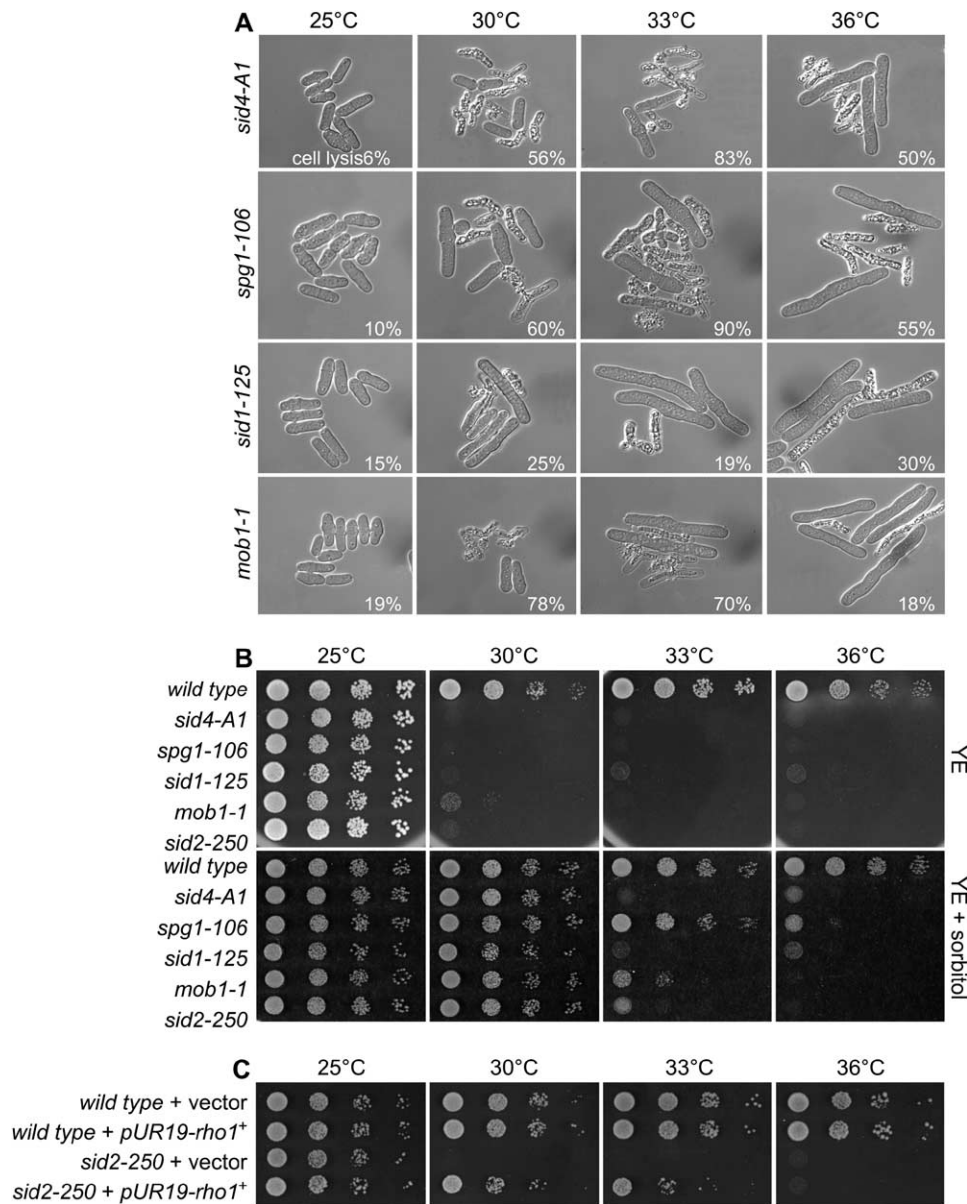 A
25°C 30°C 33°C 36°C
sid4-A1
cell lysis6% 56% 83% 50%
spg1-106
10% 60% 90% 55%
sid1-125
15% 25% 19% 30%
mob1-1
19% 78% 70% 18%
B
25°C 30°C 33°C 36°C
wild type
sid4-A1
spg1-106
sid1-125
mob1-1
sid2-250
YE
wild type
sid4-A1
spg1-106
sid1-125
mob1-1
sid2-250
YE + sorbitol
C
25°C 30°C 33°C 36°C
wild type + vector
wild type + pUR19-rho1⁺
sid2-250 + vector
sid2-250 + pUR19-rho1⁺